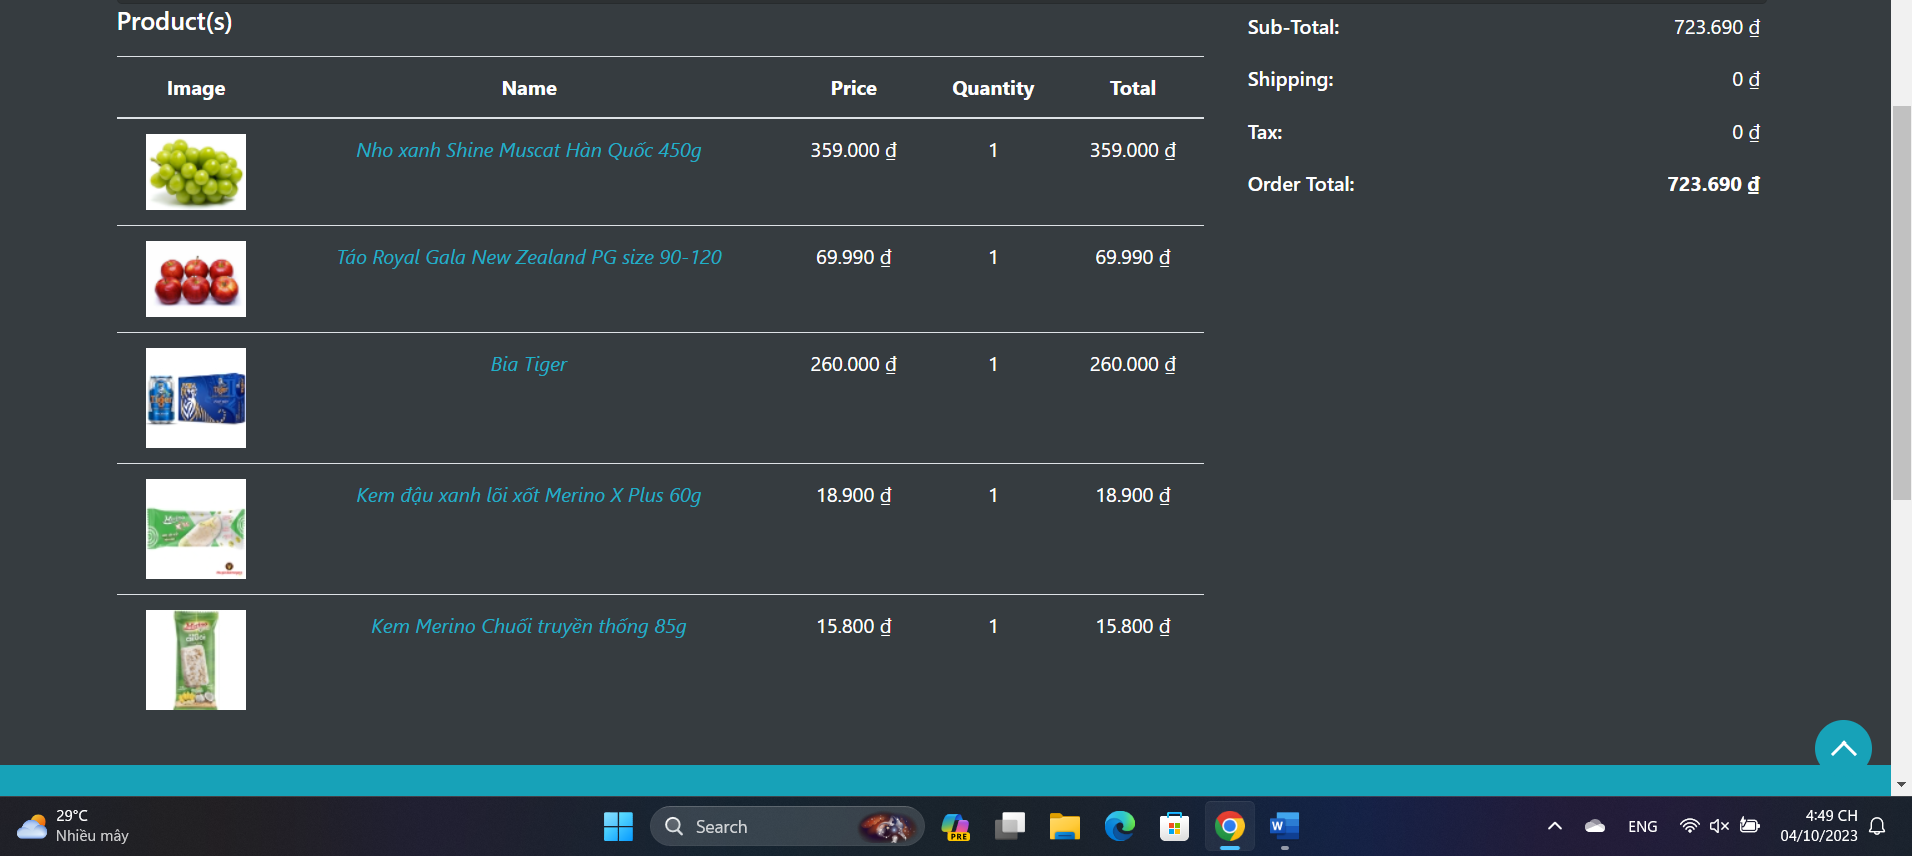 Product(s)
Image Name Price Quantity Total
Nho xanh Shine Muscat Hàn Quốc 450g 359.000 ₫ 1 359.000 ₫
Táo Royal Gala New Zealand PG size 90-120 69.990 ₫ 1 69.990 ₫
Bia Tiger 260.000 ₫ 1 260.000 ₫
Kem đậu xanh lõi xốt Merino X Plus 60g 18.900 ₫ 1 18.900 ₫
Kem Merino Chuối truyền thống 85g 15.800 ₫ 1 15.800 ₫
Sub-Total: 723.690 ₫
Shipping: 0 ₫
Tax: 0 ₫
Order Total: 723.690 ₫
29°C
Nhiều mây
Search
PRE
W
ENG
4:49 CH
04/10/2023